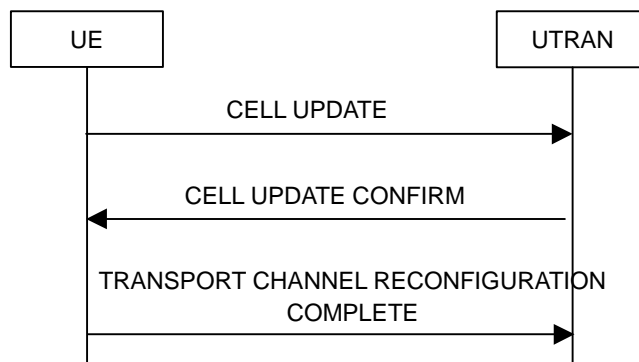 UE
UTRAN
CELL UPDATE
CELL UPDATE CONFIRM
TRANSPORT CHANNEL RECONFIGURATION
COMPLETE